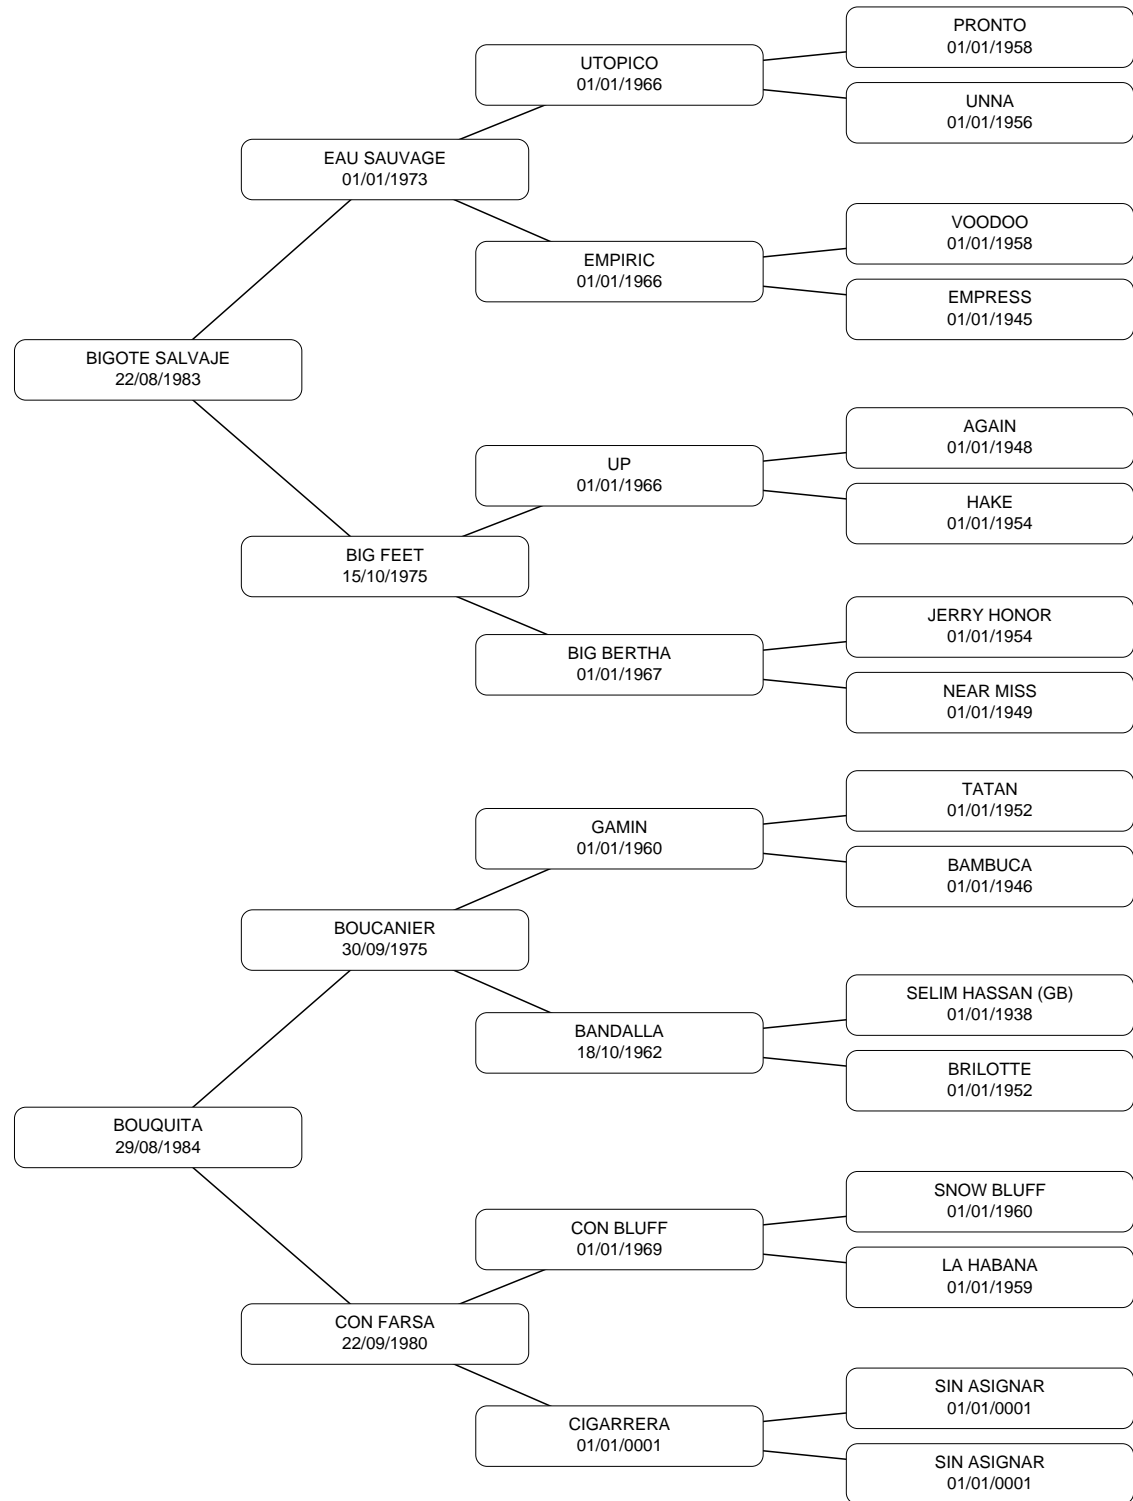 PRONTO
01/01/1958
UTOPICO
01/01/1966
UNNA
01/01/1956
EAU SAUVAGE
01/01/1973
VOODOO
01/01/1958
EMPIRIC
01/01/1966
EMPRESS
01/01/1945
BIGOTE SALVAJE
22/08/1983
AGAIN
01/01/1948
UP
01/01/1966
HAKE
01/01/1954
BIG FEET
15/10/1975
JERRY HONOR
01/01/1954
BIG BERTHA
01/01/1967
NEAR MISS
01/01/1949
TATAN
01/01/1952
GAMIN
01/01/1960
BAMBUCA
01/01/1946
BOUCANIER
30/09/1975
SELIM HASSAN (GB)
01/01/1938
BANDALLA
18/10/1962
BRILOTTE
01/01/1952
BOUQUITA
29/08/1984
SNOW BLUFF
01/01/1960
CON BLUFF
01/01/1969
LA HABANA
01/01/1959
CON FARSA
22/09/1980
SIN ASIGNAR
01/01/0001
CIGARRERA
01/01/0001
SIN ASIGNAR
01/01/0001